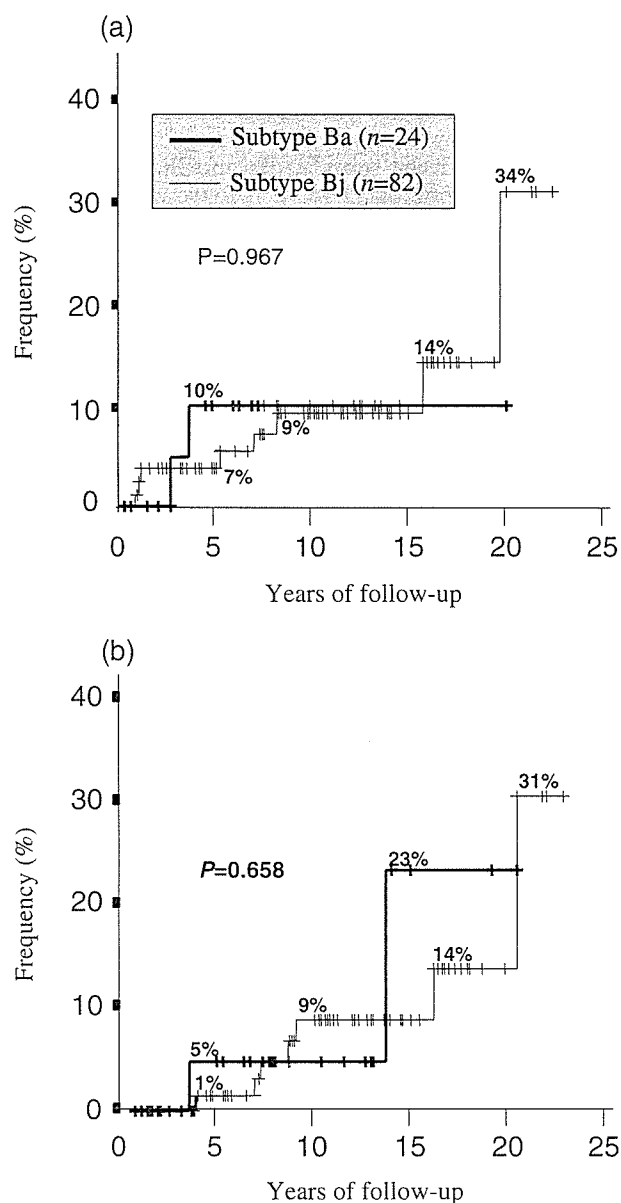 (a)
40
30
20
10
0
Frequency (%)
Subtype Ba (n=24)
Subtype Bj (n=82)
P=0.967
10%
7%
9%
14%
34%
0 5 10 15 20 25
Years of follow-up
(b)
40
30
20
10
0
Frequency (%)
P=0.658
5%
1%
9%
23%
14%
31%
0 5 10 15 20 25
Years of follow-up